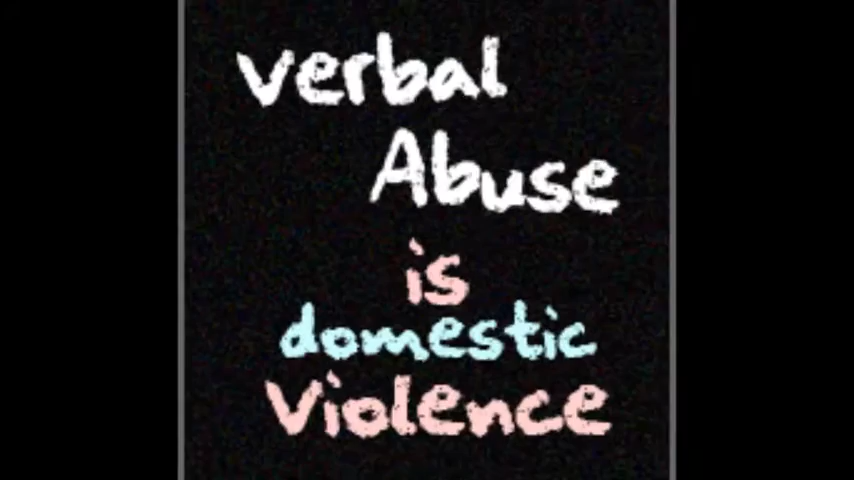 verbal
Abuse
is
domestic
Violence